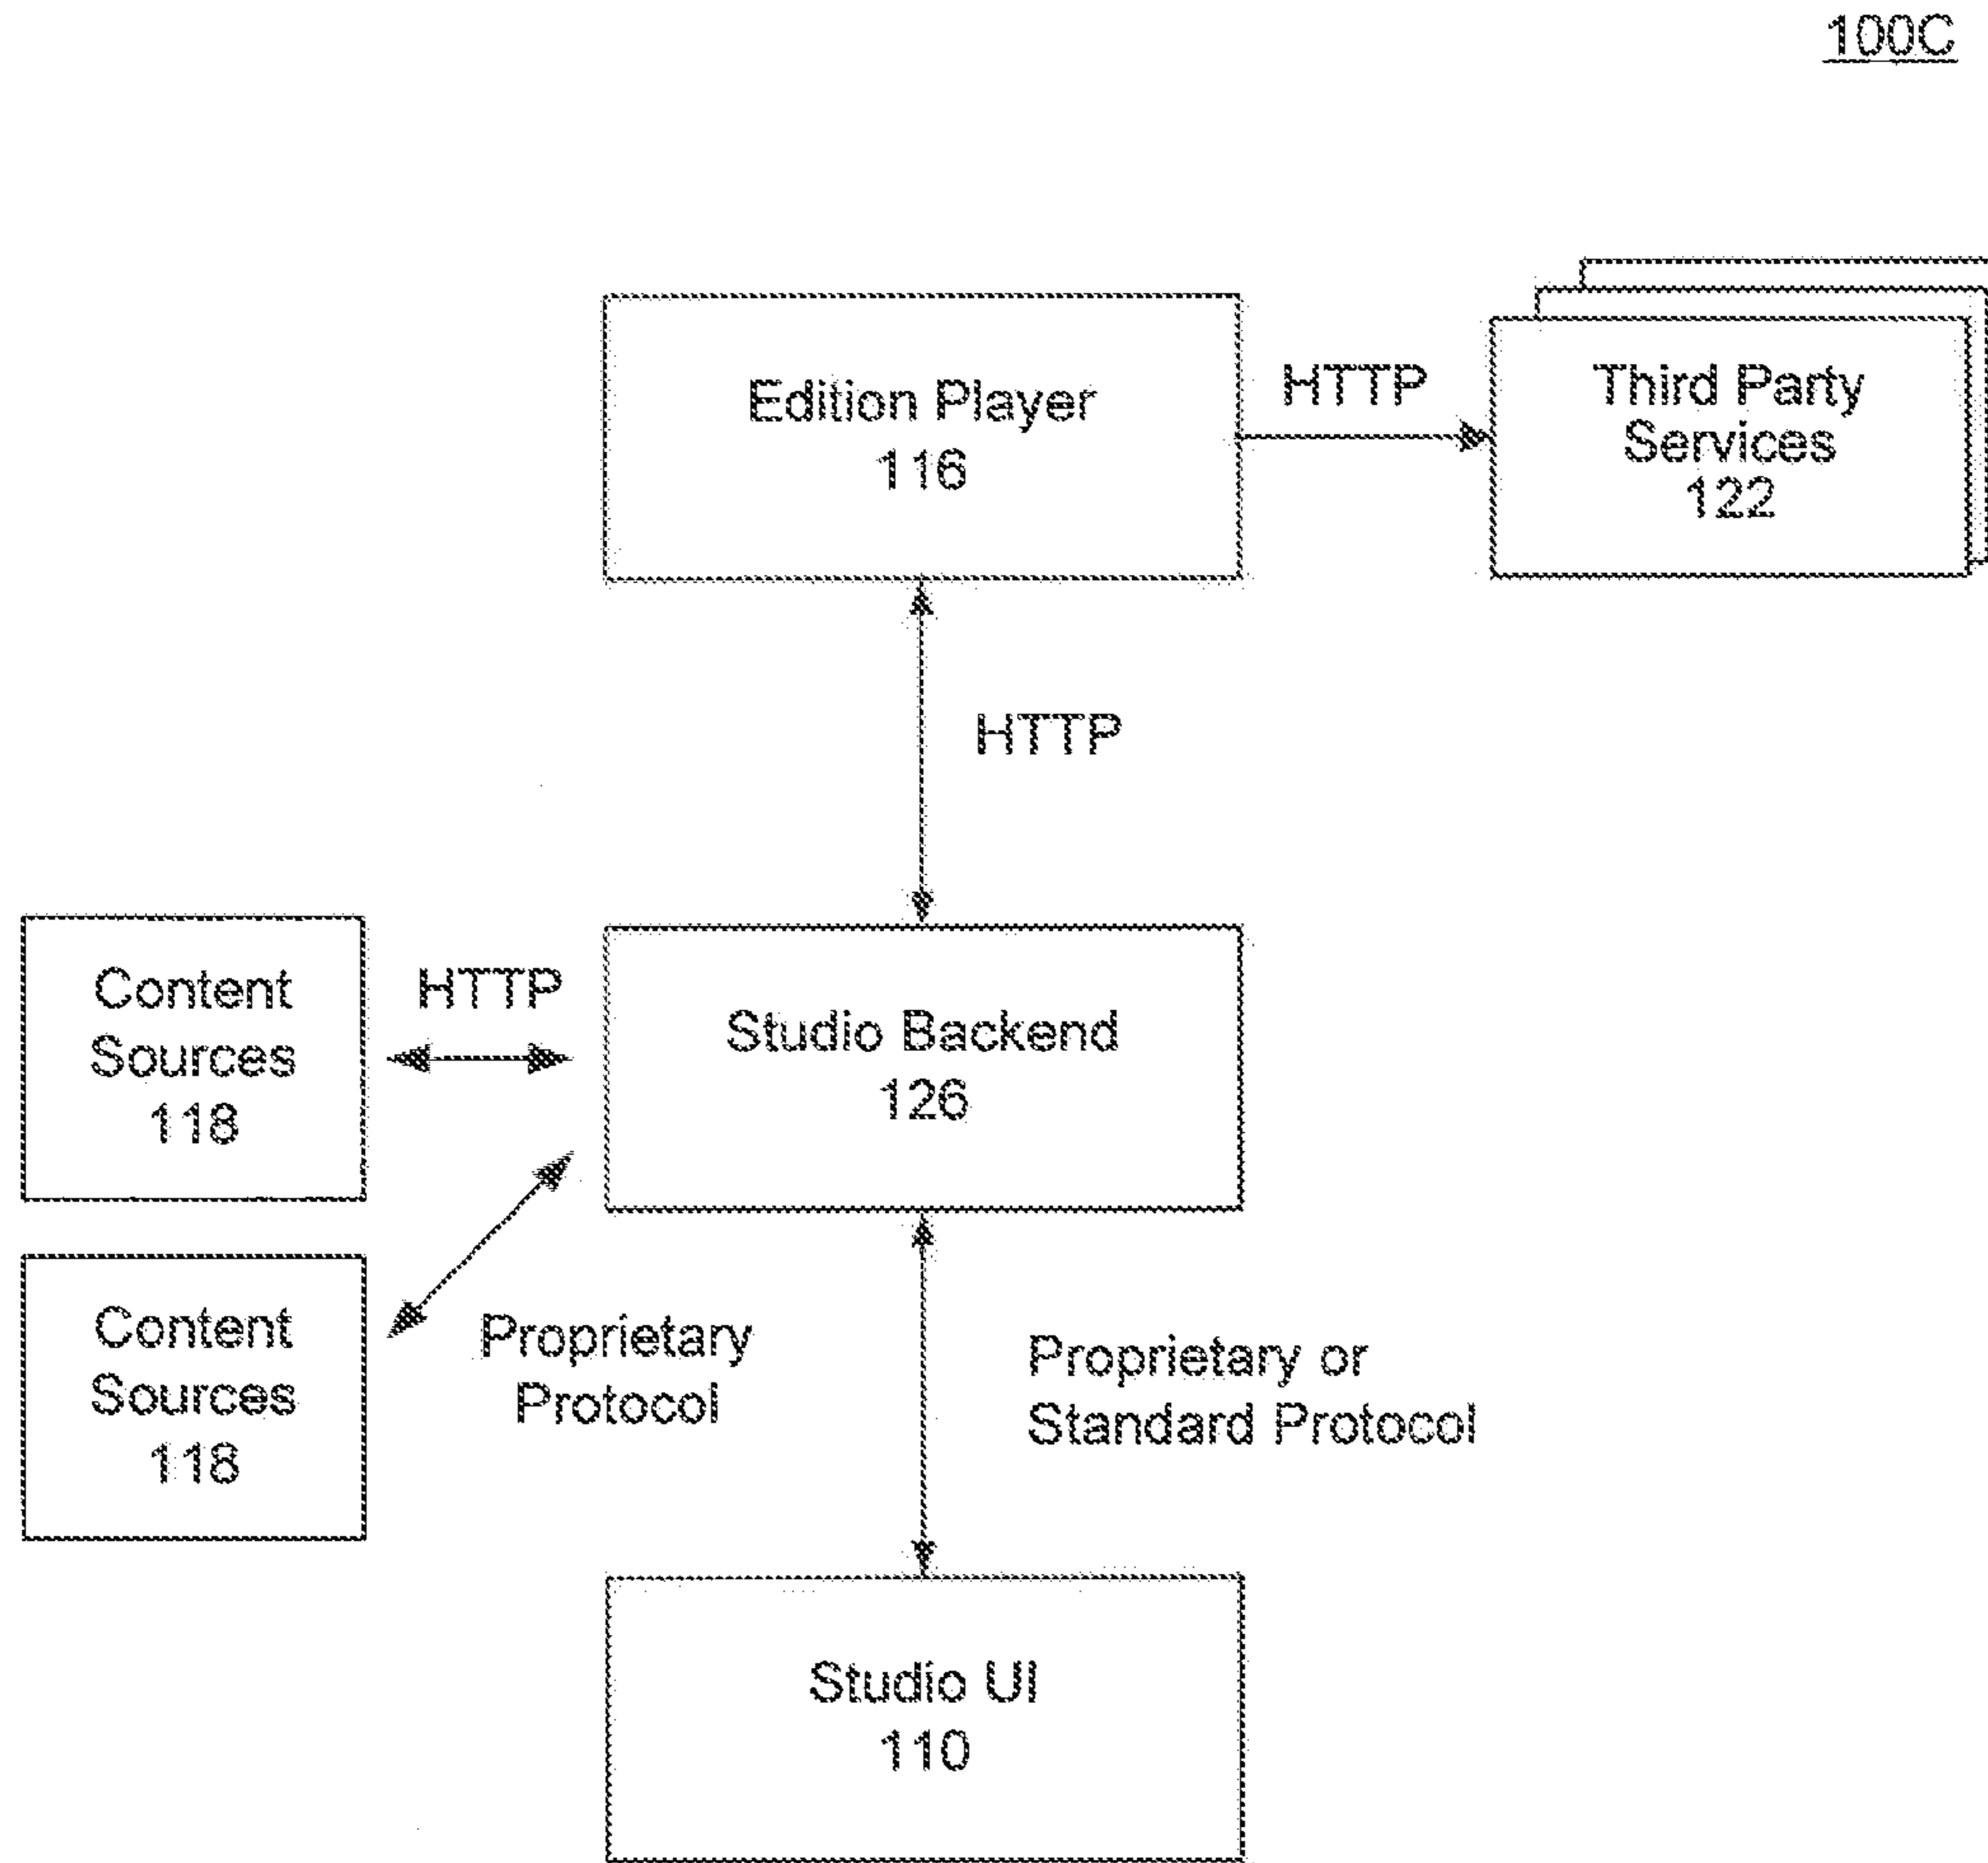 100C
Edition Player
116
HTTP
Third Party
Services
122
HTTP
Content
Sources
118
HTTP
Studio Backend
126
Content
Sources
118
Proprietary
Protocol
Proprietary or
Standard Protocol
Studio UI
110